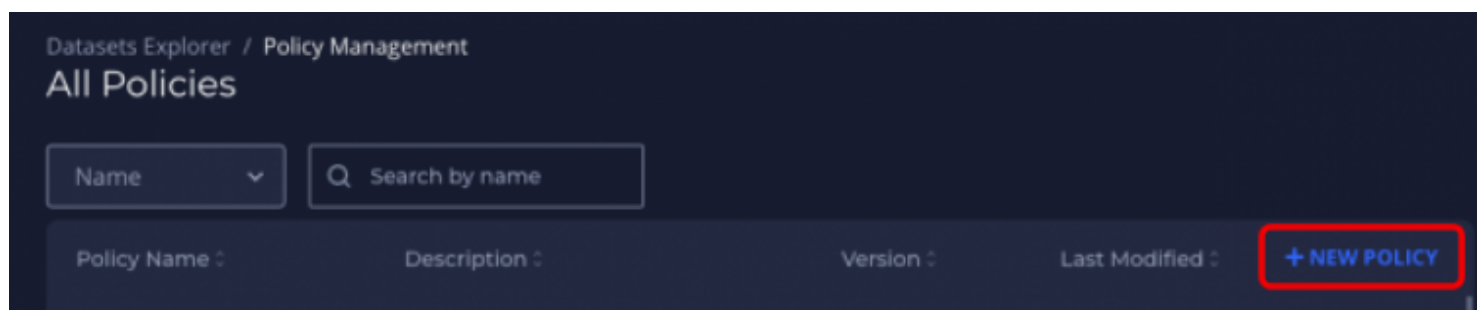 Datasets Explorer / Policy Management
All Policies
Name Search by name
Policy Name Description Version Last Modified + NEW POLICY